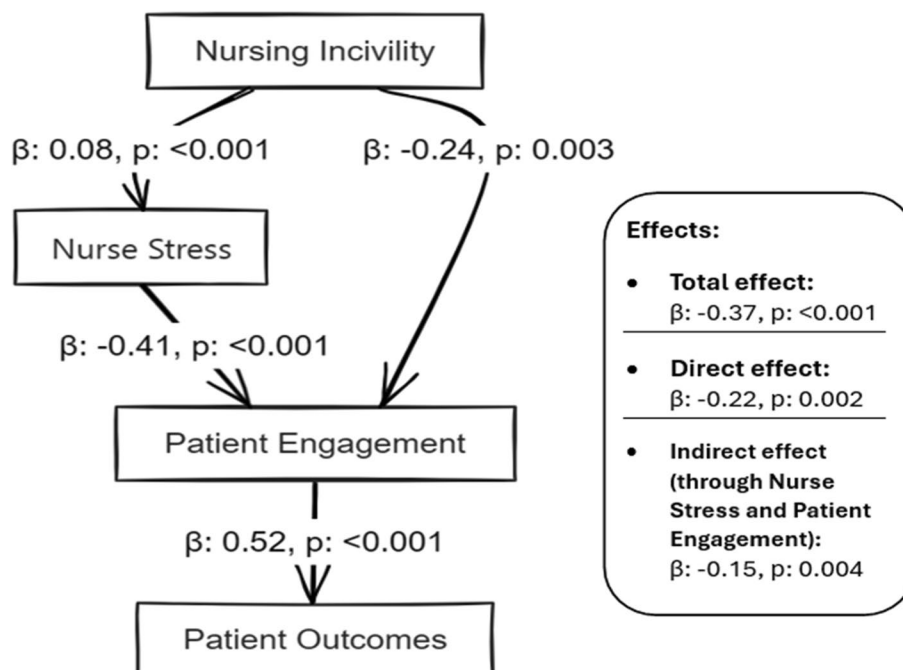 Nursing Incivility
β: 0.08, p: <0.001
β: -0.24, p: 0.003
Nurse Stress
β: -0.41, p: <0.001
Patient Engagement
β: 0.52, p: <0.001
Patient Outcomes
Effects:
• Total effect:
β: -0.37, p: <0.001
• Direct effect:
β: -0.22, p: 0.002
• Indirect effect
(through Nurse
Stress and Patient
Engagement):
β: -0.15, p: 0.004